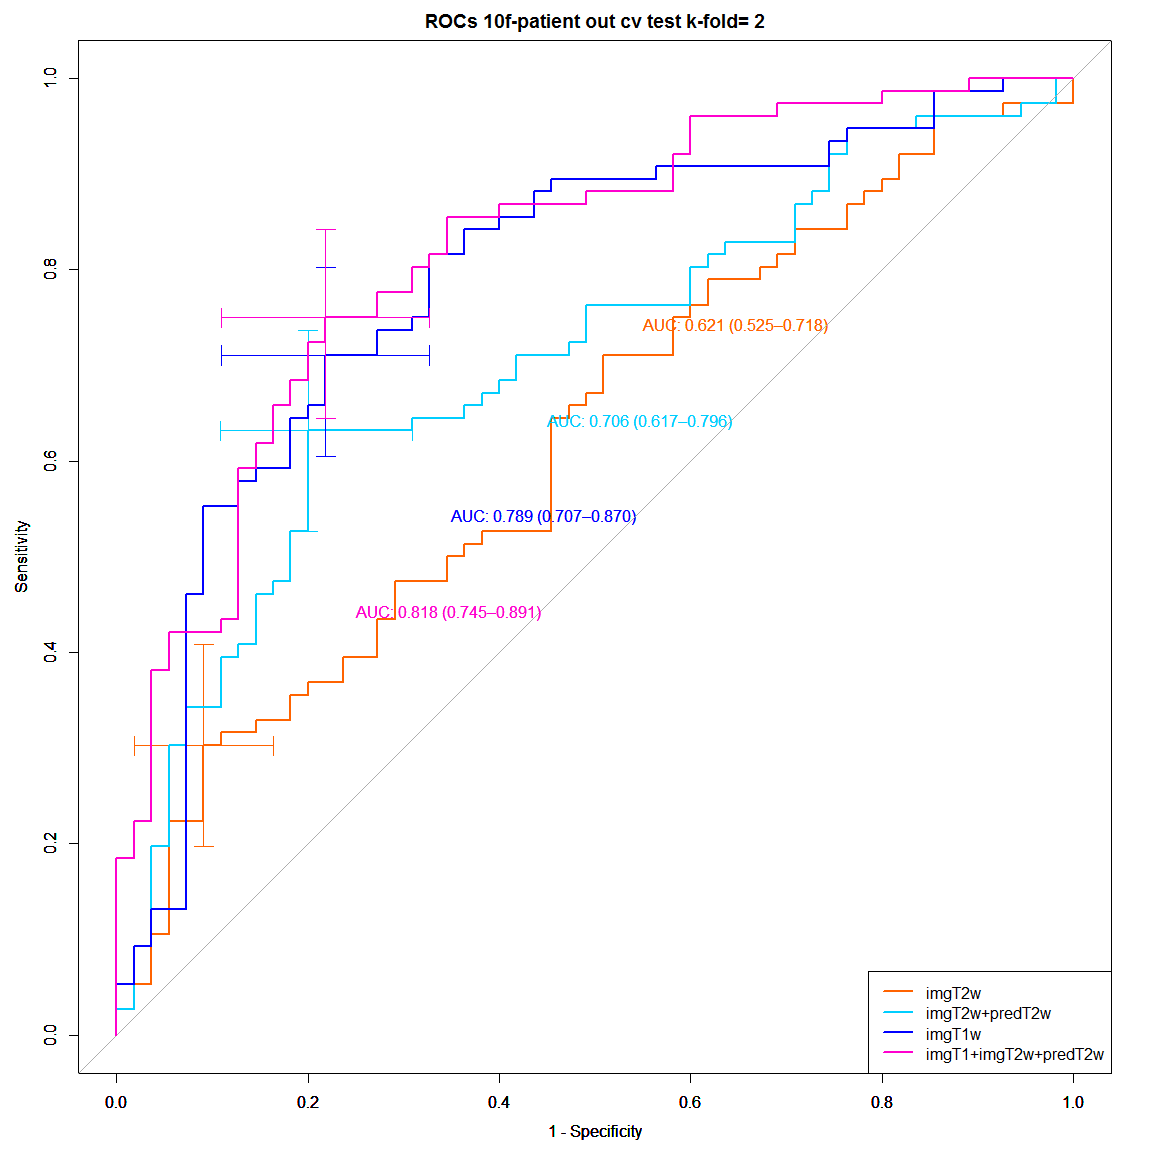 ROCs 10f-patient out cv test k-fold= 2
1.0
0.8
0.6
0.4
0.2
0.0
Sensitivity
AUC: 0.621 (0.525–0.718)
AUC: 0.706 (0.617–0.796)
AUC: 0.789 (0.707–0.870)
AUC: 0.818 (0.745–0.891)
imgT2w
imgT2w+predT2w
imgT1w
imgT1+imgT2w+predT2w
0.0 0.2 0.4 0.6 0.8 1.0
1 - Specificity